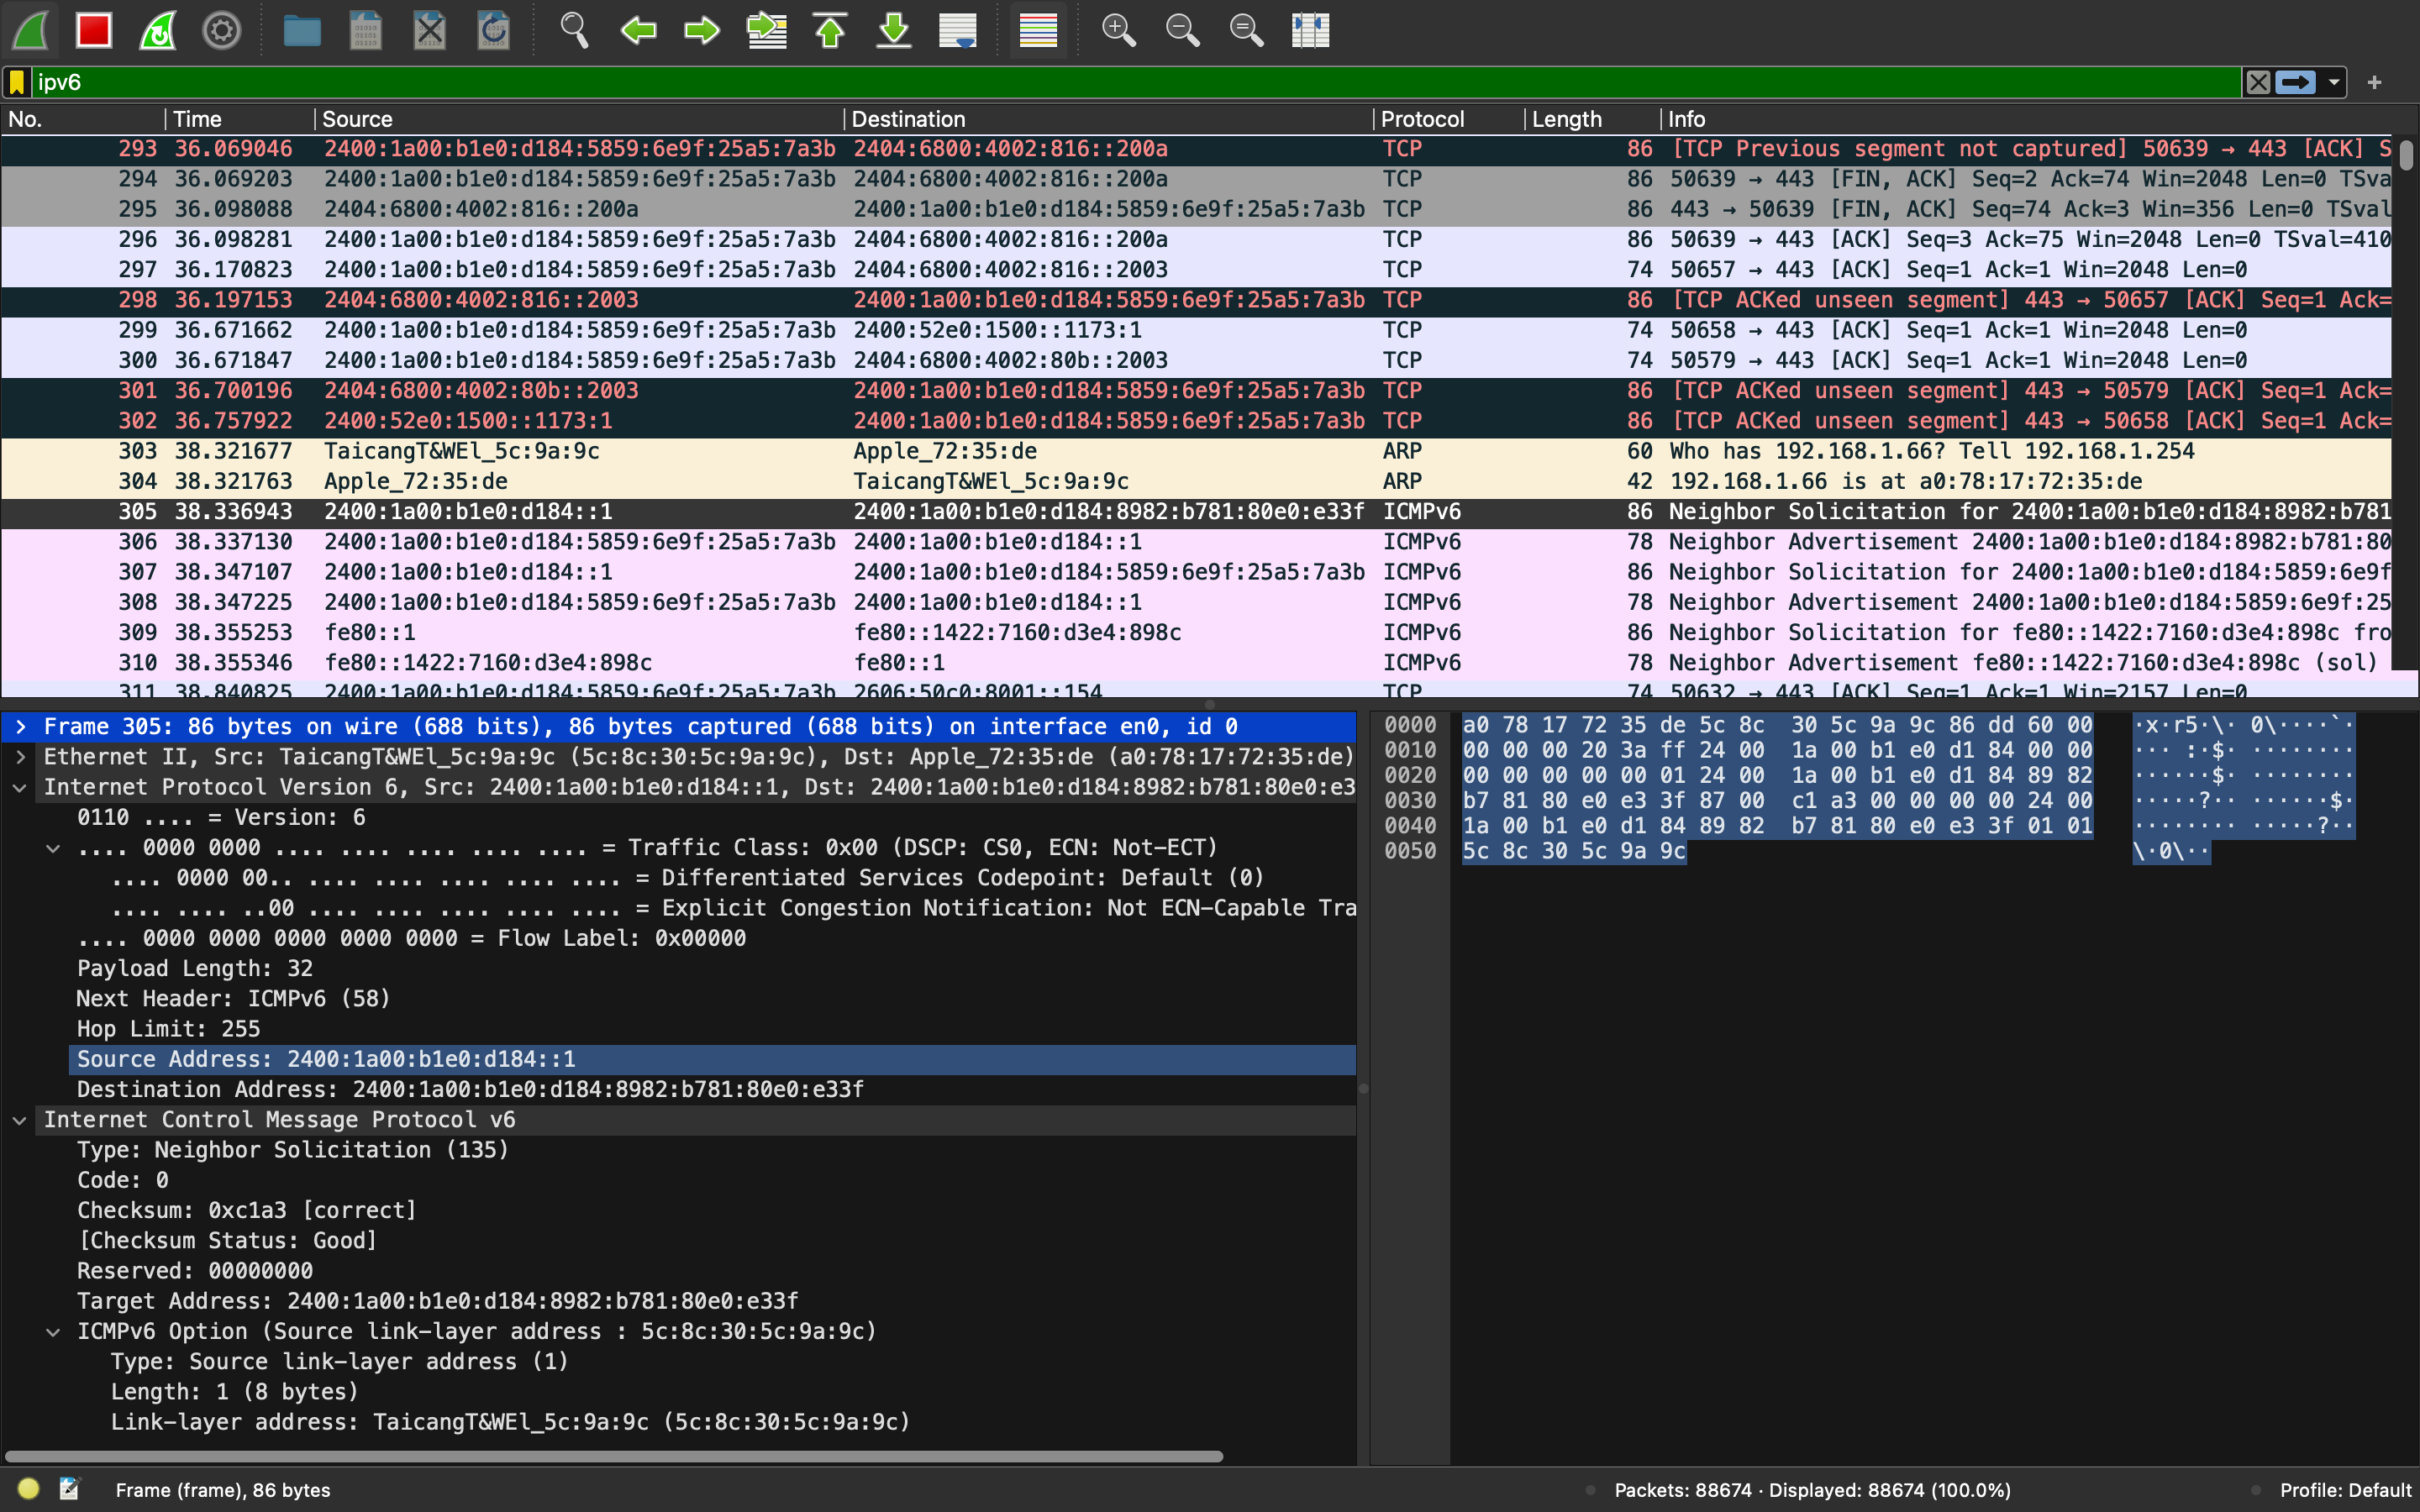 ipv6
No. Time Source Destination Protocol Length Info
293 36.069046 2400:1a00:b1e0:d184:5859:6e9f:25a5:7a3b 2404:6800:4002:816::200a TCP 86 [TCP Previous segment not captured] 50639 → 443 [ACK] S
294 36.069203 2400:1a00:b1e0:d184:5859:6e9f:25a5:7a3b 2404:6800:4002:816::200a TCP 86 50639 → 443 [FIN, ACK] Seq=2 Ack=74 Win=2048 Len=0 TSva
295 36.098088 2404:6800:4002:816::200a 2400:1a00:b1e0:d184:5859:6e9f:25a5:7a3b TCP 86 443 → 50639 [FIN, ACK] Seq=74 Ack=3 Win=356 Len=0 TSval
296 36.098281 2400:1a00:b1e0:d184:5859:6e9f:25a5:7a3b 2404:6800:4002:816::200a TCP 86 50639 → 443 [ACK] Seq=3 Ack=75 Win=2048 Len=0 TSval=410
297 36.170823 2400:1a00:b1e0:d184:5859:6e9f:25a5:7a3b 2404:6800:4002:816::2003 TCP 74 50657 → 443 [ACK] Seq=1 Ack=1 Win=2048 Len=0
298 36.197153 2404:6800:4002:816::2003 2400:1a00:b1e0:d184:5859:6e9f:25a5:7a3b TCP 86 [TCP ACKed unseen segment] 443 → 50657 [ACK] Seq=1 Ack=
299 36.671662 2400:1a00:b1e0:d184:5859:6e9f:25a5:7a3b 2400:52e0:1500::1173:1 TCP 74 50658 → 443 [ACK] Seq=1 Ack=1 Win=2048 Len=0
300 36.671847 2400:1a00:b1e0:d184:5859:6e9f:25a5:7a3b 2404:6800:4002:80b::2003 TCP 74 50579 → 443 [ACK] Seq=1 Ack=1 Win=2048 Len=0
301 36.700196 2404:6800:4002:80b::2003 2400:1a00:b1e0:d184:5859:6e9f:25a5:7a3b TCP 86 [TCP ACKed unseen segment] 443 → 50579 [ACK] Seq=1 Ack=
302 36.757922 2400:52e0:1500::1173:1 2400:1a00:b1e0:d184:5859:6e9f:25a5:7a3b TCP 86 [TCP ACKed unseen segment] 443 → 50658 [ACK] Seq=1 Ack=
303 38.321677 TaicangT&WEl_5c:9a:9c Apple_72:35:de ARP 60 Who has 192.168.1.66? Tell 192.168.1.254
304 38.321763 Apple_72:35:de TaicangT&WEl_5c:9a:9c ARP 42 192.168.1.66 is at a0:78:17:72:35:de
305 38.336943 2400:1a00:b1e0:d184::1 2400:1a00:b1e0:d184:8982:b781:80e0:e33f ICMPv6 86 Neighbor Solicitation for 2400:1a00:b1e0:d184:8982:b781
306 38.337130 2400:1a00:b1e0:d184:5859:6e9f:25a5:7a3b 2400:1a00:b1e0:d184::1 ICMPv6 78 Neighbor Advertisement 2400:1a00:b1e0:d184:8982:b781:80
307 38.347107 2400:1a00:b1e0:d184::1 2400:1a00:b1e0:d184:5859:6e9f:25a5:7a3b ICMPv6 86 Neighbor Solicitation for 2400:1a00:b1e0:d184:5859:6e9f
308 38.347225 2400:1a00:b1e0:d184:5859:6e9f:25a5:7a3b 2400:1a00:b1e0:d184::1 ICMPv6 78 Neighbor Advertisement 2400:1a00:b1e0:d184:5859:6e9f:25
309 38.355253 fe80::1 fe80::1422:7160:d3e4:898c ICMPv6 86 Neighbor Solicitation for fe80::1422:7160:d3e4:898c fro
310 38.355346 fe80::1422:7160:d3e4:898c fe80::1 ICMPv6 78 Neighbor Advertisement fe80::1422:7160:d3e4:898c (sol)
311 38.840825 2400:1a00:b1e0:d184:5859:6e9f:25a5:7a3b 2606:50c0:8001::154 TCP 74 50632 → 443 [ACK] Seq=1 Ack=1 Win=2157 Len=0
Frame 305: 86 bytes on wire (688 bits), 86 bytes captured (688 bits) on interface en0, id 0
Ethernet II, Src: TaicangT&WEl_5c:9a:9c (5c:8c:30:5c:9a:9c), Dst: Apple_72:35:de (a0:78:17:72:35:de)
Internet Protocol Version 6, Src: 2400:1a00:b1e0:d184::1, Dst: 2400:1a00:b1e0:d184:8982:b781:80e0:e3
0110 .... = Version: 6
.... 0000 0000 .... .... .... .... .... = Traffic Class: 0x00 (DSCP: CS0, ECN: Not-ECT)
.... 0000 00.. .... .... .... .... .... = Differentiated Services Codepoint: Default (0)
.... .... ..00 .... .... .... .... .... = Explicit Congestion Notification: Not ECN-Capable Tra
.... 0000 0000 0000 0000 0000 = Flow Label: 0x00000
Payload Length: 32
Next Header: ICMPv6 (58)
Hop Limit: 255
Source Address: 2400:1a00:b1e0:d184::1
Destination Address: 2400:1a00:b1e0:d184:8982:b781:80e0:e33f
Internet Control Message Protocol v6
Type: Neighbor Solicitation (135)
Code: 0
Checksum: 0xc1a3 [correct]
[Checksum Status: Good]
Reserved: 00000000
Target Address: 2400:1a00:b1e0:d184:8982:b781:80e0:e33f
ICMPv6 Option (Source link-layer address : 5c:8c:30:5c:9a:9c)
Type: Source link-layer address (1)
Length: 1 (8 bytes)
Link-layer address: TaicangT&WEl_5c:9a:9c (5c:8c:30:5c:9a:9c)
0000 a0 78 17 72 35 de 5c 8c 30 5c 9a 9c 86 dd 60 00 ·x·r5·\· 0\····`·
0010 00 00 00 20 3a ff 24 00 1a 00 b1 e0 d1 84 00 00 ··· :·$· ········
0020 00 00 00 00 00 01 24 00 1a 00 b1 e0 d1 84 89 82 ······$· ········
0030 b7 81 80 e0 e3 3f 87 00 c1 a3 00 00 00 00 24 00 ·····?·· ······$·
0040 1a 00 b1 e0 d1 84 89 82 b7 81 80 e0 e3 3f 01 01 ········ ·····?··
0050 5c 8c 30 5c 9a 9c \·0\··
Frame (frame), 86 bytes
Packets: 88674 · Displayed: 88674 (100.0%)
Profile: Default